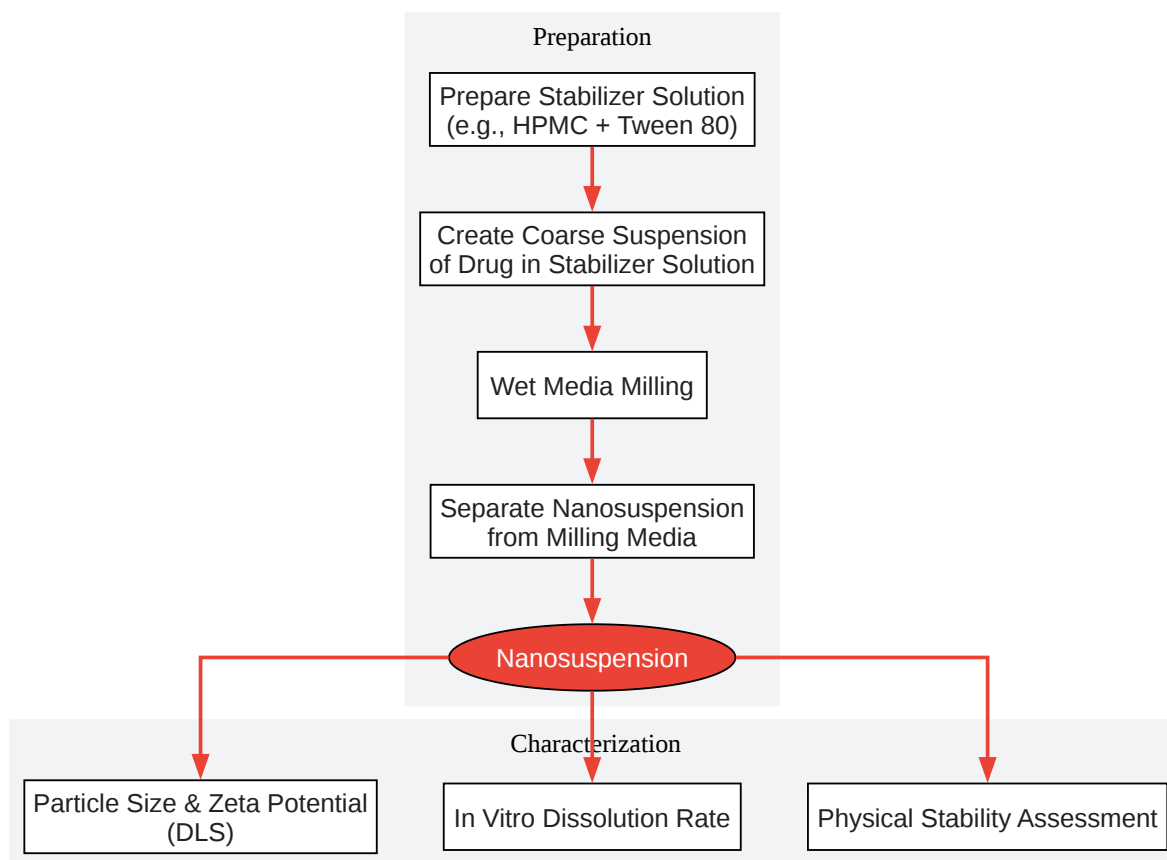 Preparation
Prepare Stabilizer Solution
(e.g., HPMC + Tween 80)
Create Coarse Suspension
of Drug in Stabilizer Solution
Wet Media Milling
Separate Nanosuspension
from Milling Media
Nanosuspension
Characterization
Particle Size & Zeta Potential
(DLS)
In Vitro Dissolution Rate
Physical Stability Assessment